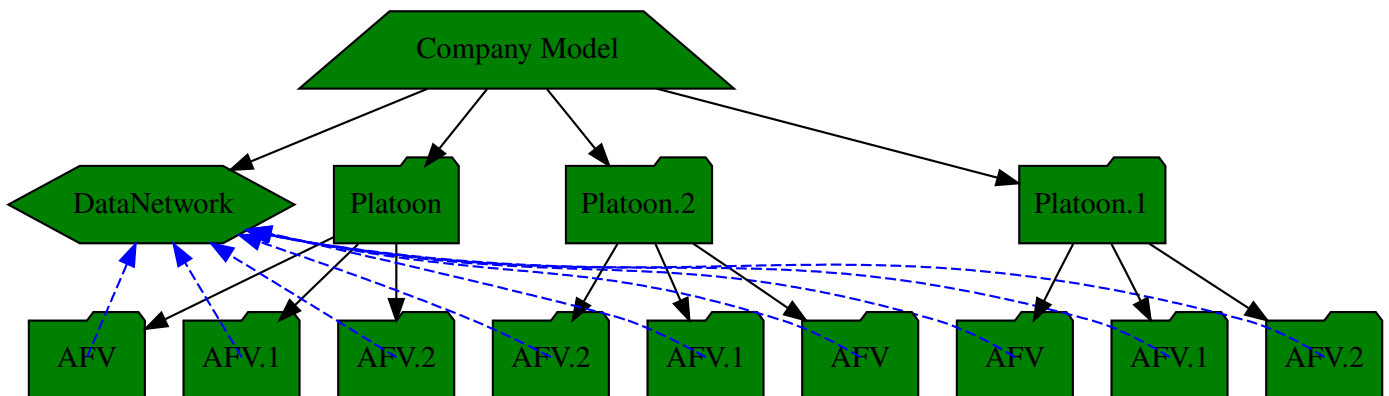 Company Model
DataNetwork
Platoon
Platoon.2
Platoon.1
AFV
AFV.1
AFV.2
AFV.2
AFV.1
AFV
AFV
AFV.1
AFV.2